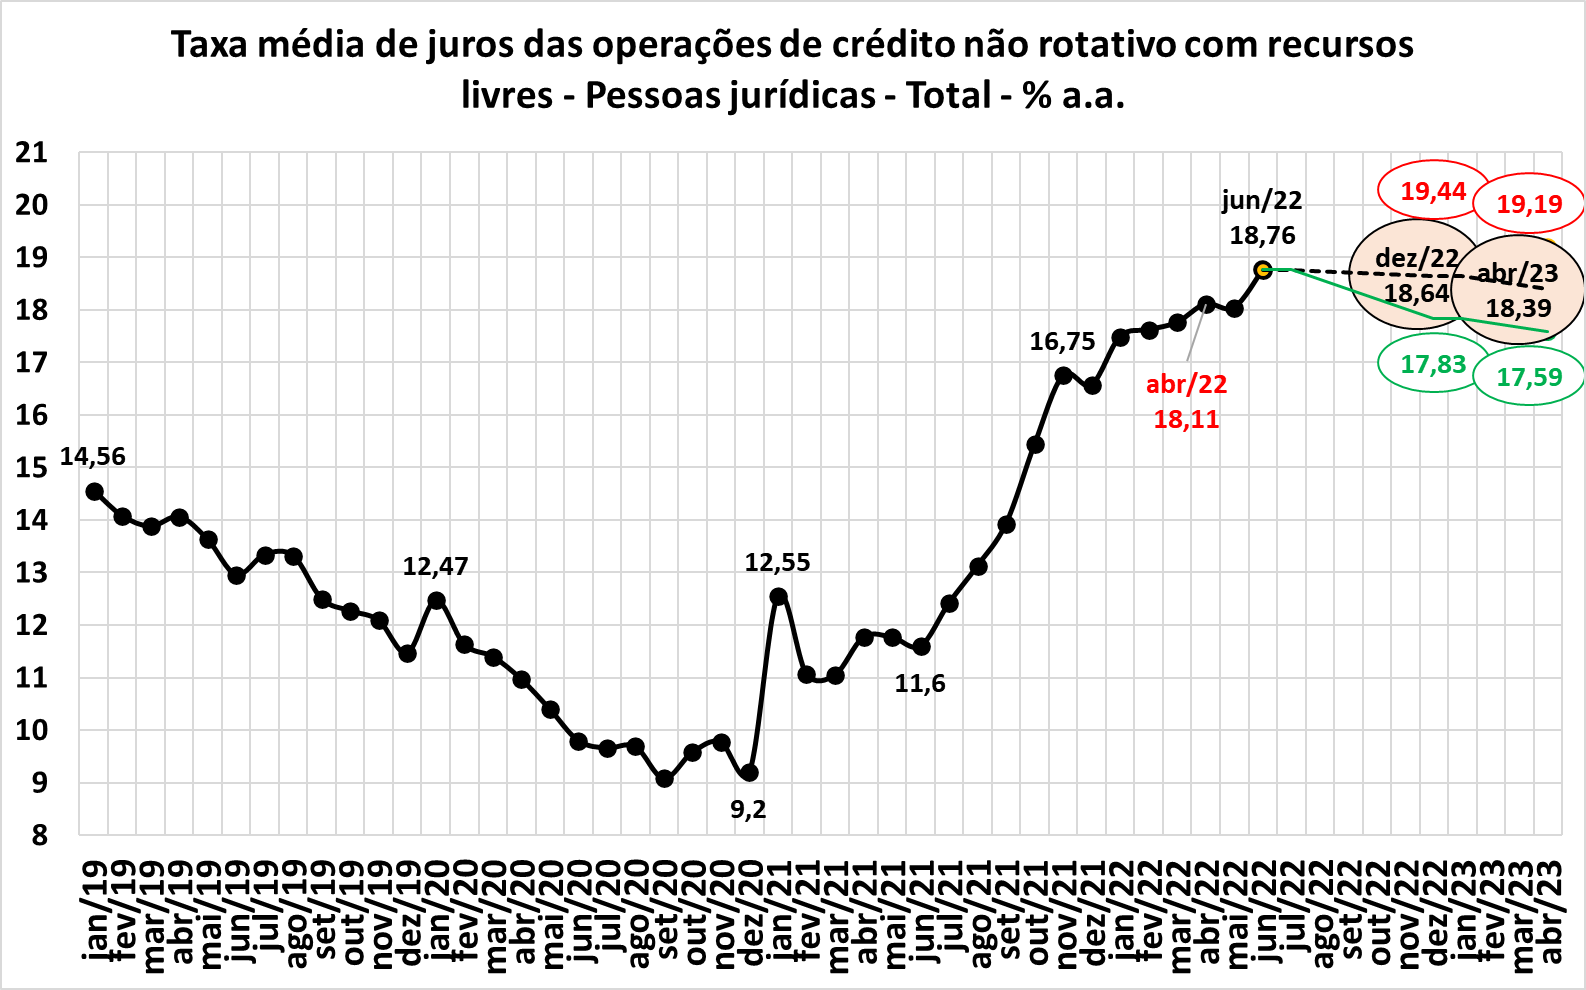 Taxa média de juros das operações de crédito não rotativo com recursos
livres - Pessoas jurídicas - Total - % a.a.
21
20
19
18
17
16
15
14
13
12
11
10
9
8
14,56
12,47
9,2
12,55
11,6
16,75
abr/22
18,11
jun/22
18,76
19,44
dez/22
18,64
17,83
19,19
abr/23
18,39
17,59
jan/19
fev/19
mar/19
abr/19
mai/19
jun/19
jul/19
ago/19
set/19
out/19
nov/19
dez/19
jan/20
fev/20
mar/20
abr/20
mai/20
jun/20
jul/20
ago/20
set/20
out/20
nov/20
dez/20
jan/21
fev/21
mar/21
abr/21
mai/21
jun/21
jul/21
ago/21
set/21
out/21
nov/21
dez/21
jan/22
fev/22
mar/22
abr/22
mai/22
jun/22
jul/22
ago/22
set/22
out/22
nov/22
dez/22
jan/23
fev/23
mar/23
abr/23